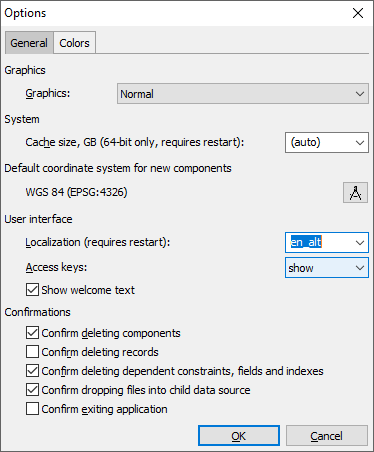 Options
General Colors
Graphics
Graphics: Normal
System
Cache size, GB (64-bit only, requires restart): (auto)
Default coordinate system for new components
WGS 84 (EPSG:4326)
User interface
Localization (requires restart): en_alt
Access keys: show
Show welcome text
Confirmations
Confirm deleting components
Confirm deleting records
Confirm deleting dependent constraints, fields and indexes
Confirm dropping files into child data source
Confirm exiting application
OK Cancel